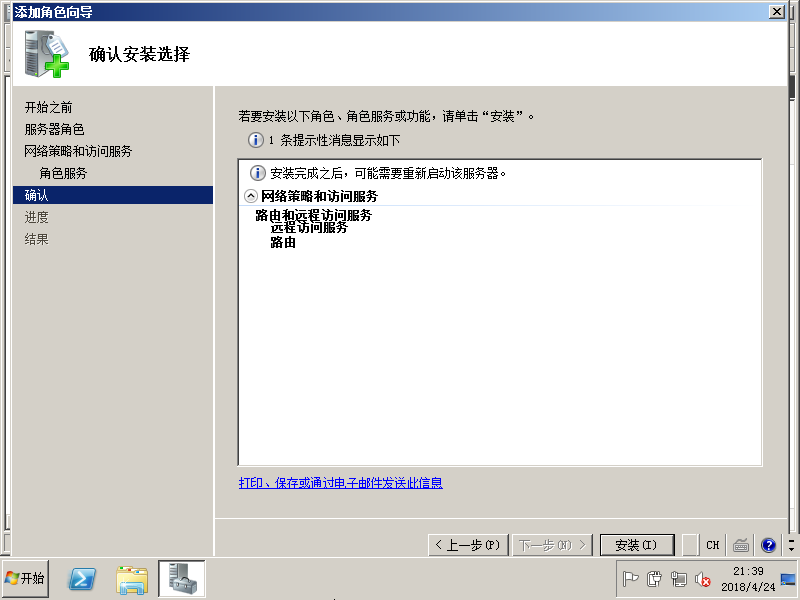 添加角色向导
确认安装选择
开始之前
服务器角色
网络策略和访问服务
角色服务
确认
进度
结果
若要安装以下角色、角色服务或功能，请单击“安装”。
1 条提示性消息显示如下
安装完成之后，可能需要重新启动该服务器。
网络策略和访问服务
路由和远程访问服务
远程访问服务
路由
打印、保存或通过电子邮件发送此信息
< 上一步(P)
下一步(N) >
安装(I)
CH
开始
21:39
2018/4/24